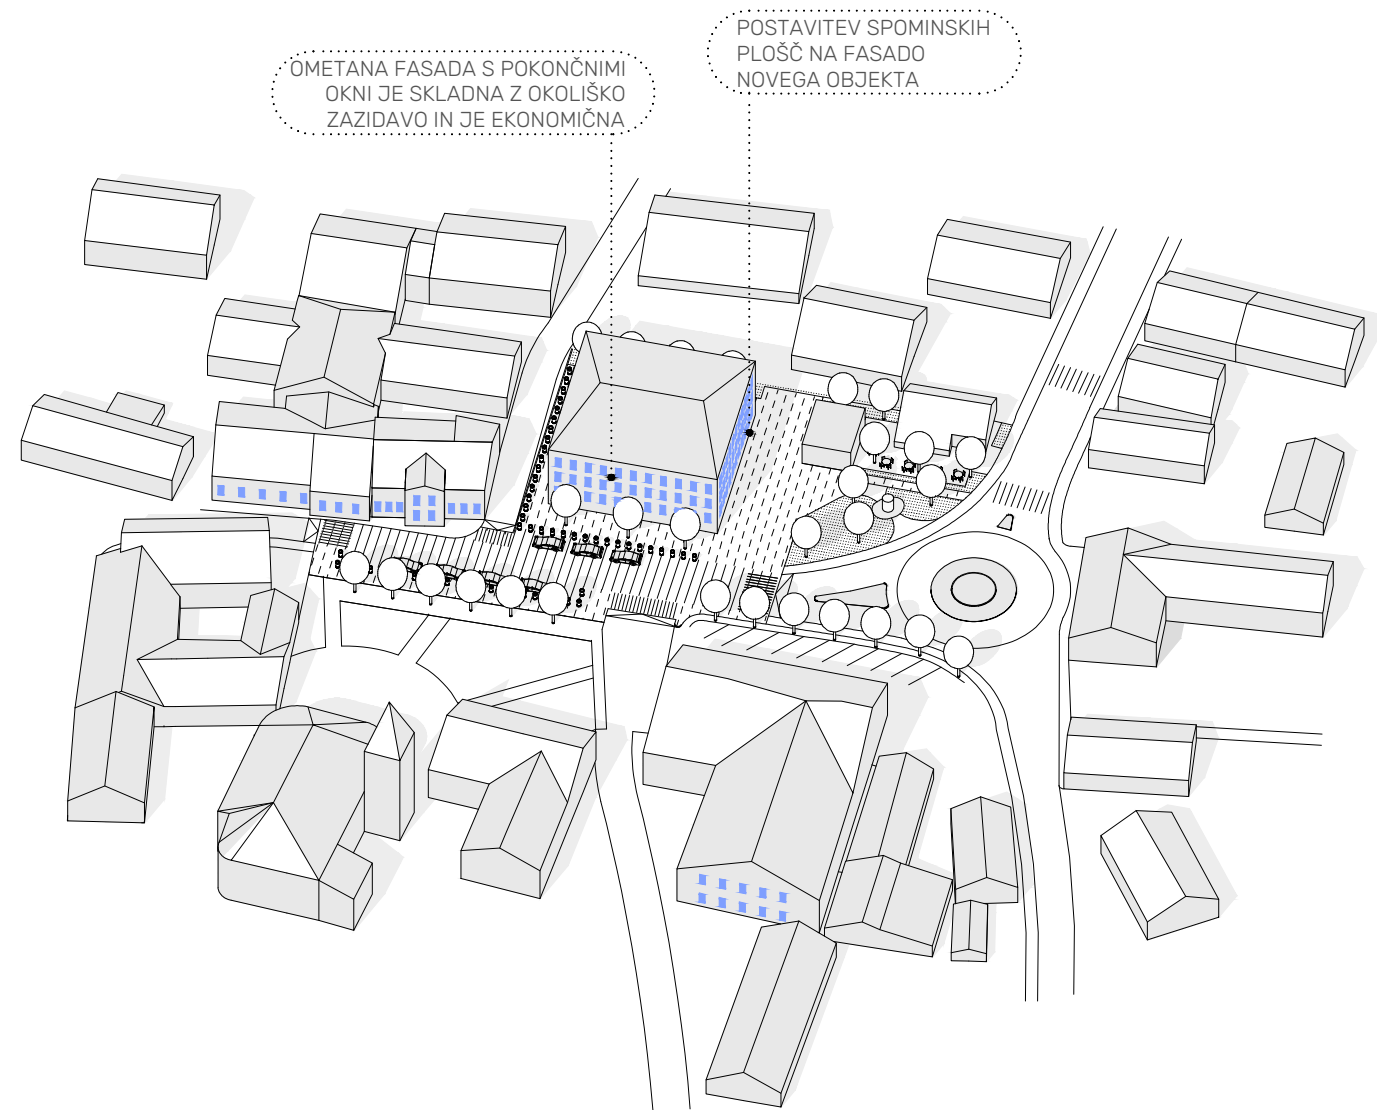 OMETANA FASADA S POKONČNIMI
OKNI JE SKLADNA Z OKOLIŠKO
ZAZIDAVO IN JE EKONOMIČNA
POSTAVITEV SPOMINSKIH
PLOŠČ NA FASADO
NOVEGA OBJEKTA